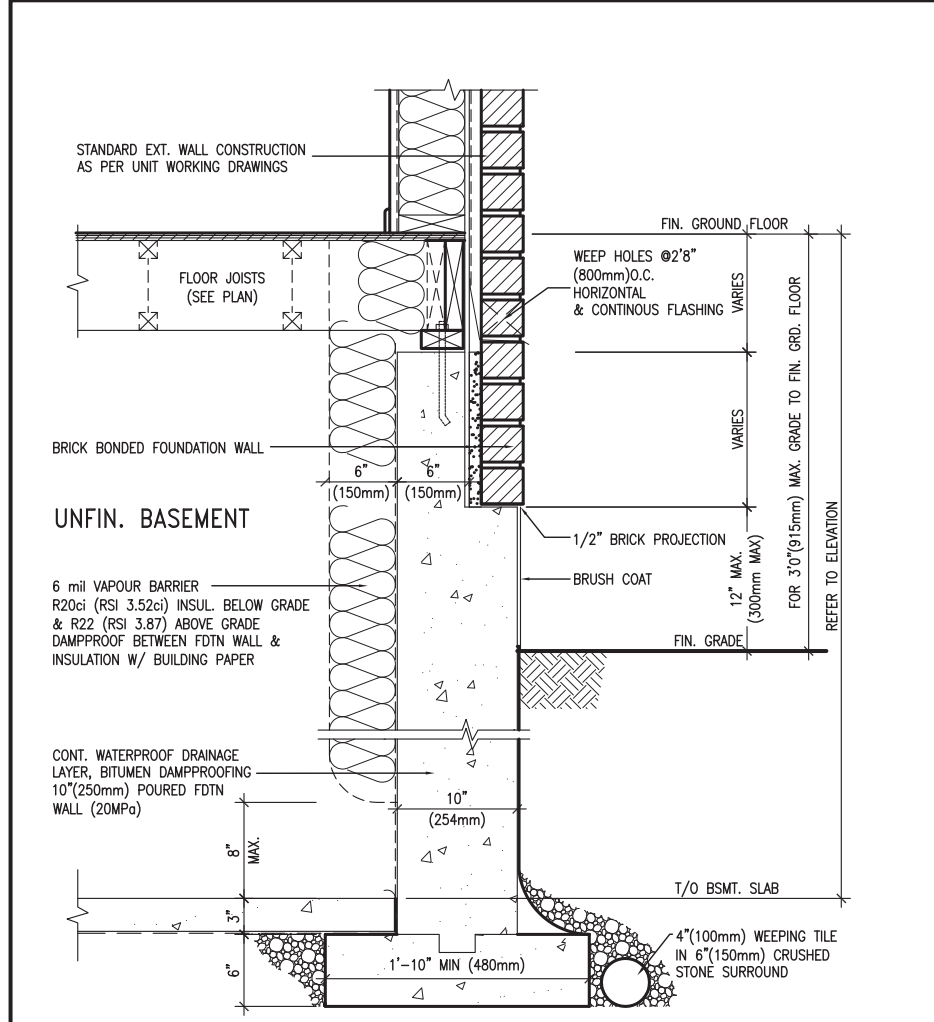 STANDARD EXT. WALL CONSTRUCTION
AS PER UNIT WORKING DRAWINGS
FIN. GROUND FLOOR
FLOOR JOISTS
(SEE PLAN)
WEEP HOLES @2'8"
(800mm)O.C.
HORIZONTAL
& CONTINOUS FLASHING
VARIES
VARIES
FOR 3'0"(915mm) MAX. GRADE TO FIN. GRD. FLOOR
REFER TO ELEVATION
BRICK BONDED FOUNDATION WALL
6"
(150mm)
6"
(150mm)
UNFIN. BASEMENT
1/2" BRICK PROJECTION
BRUSH COAT
12" MAX.
(300mm MAX)
6 mil VAPOUR BARRIER
R20ci (RSI 3.52ci) INSUL. BELOW GRADE
& R22 (RSI 3.87) ABOVE GRADE
DAMPPROOF BETWEEN FDTN WALL &
INSULATION W/ BUILDING PAPER
FIN. GRADE
CONT. WATERPROOF DRAINAGE
LAYER, BITUMEN DAMPPROOFING
10"(250mm) POURED FDTN
WALL (20MPa)
10"
(254mm)
8"
MAX.
T/O BSMT. SLAB
3"
6"
1'-10" MIN (480mm)
4"(100mm) WEEPING TILE
IN 6"(150mm) CRUSHED
STONE SURROUND